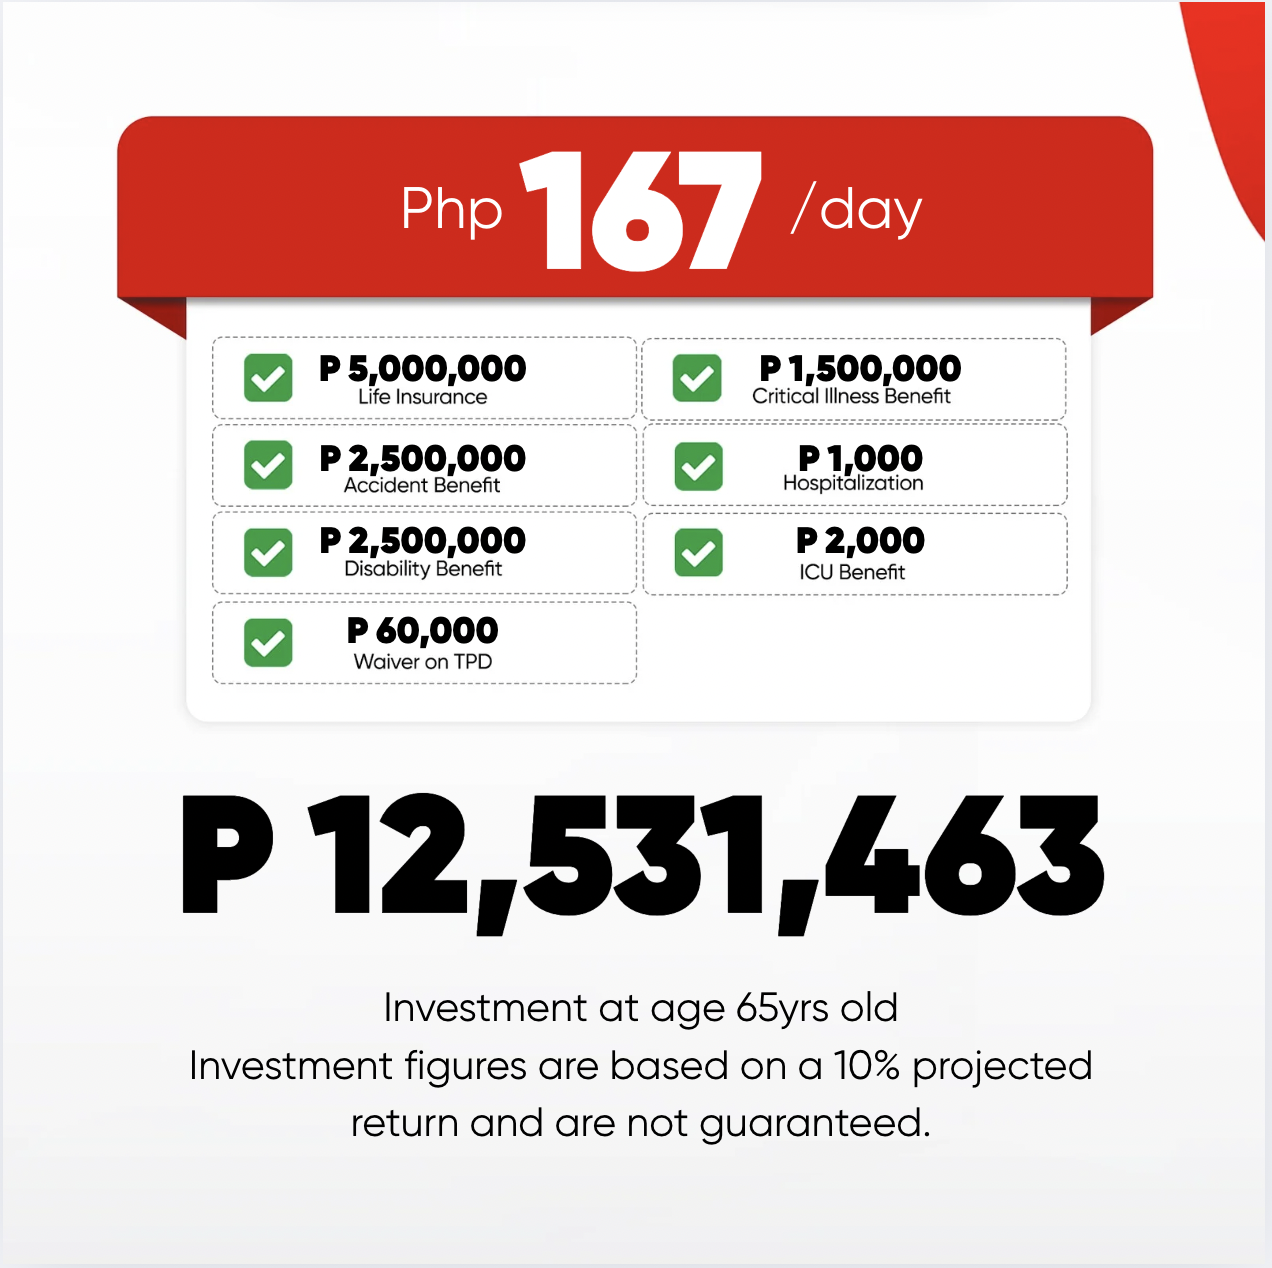 Php 167 /day
P 5,000,000
Life Insurance
P 1,500,000
Critical Illness Benefit
P 2,500,000
Accident Benefit
P 1,000
Hospitalization
P 2,500,000
Disability Benefit
P 2,000
ICU Benefit
P 60,000
Waiver on TPD
P 12,531,463
Investment at age 65yrs old
Investment figures are based on a 10% projected
return and are not guaranteed.